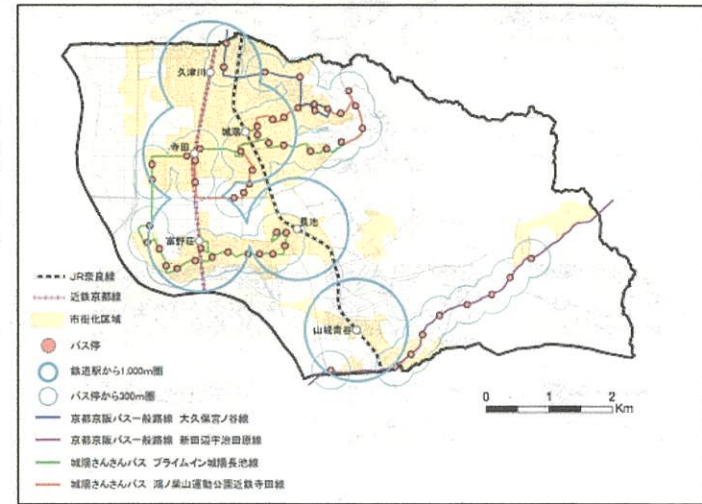 久津川
城陽
寺田
長池
富野荘
山城青谷
JR奈良線
近鉄京都線
市街化区域
バス停
鉄道駅から1,000m圏
バス停から300m圏
京都京阪バス一般路線 大久保宮ノ谷線
京都京阪バス一般路線 新田辺宇治田原線
城陽さんさんバス プライムイン城陽長池線
城陽さんさんバス 鴻ノ巣山運動公園近鉄寺田線
0 1 2
Km